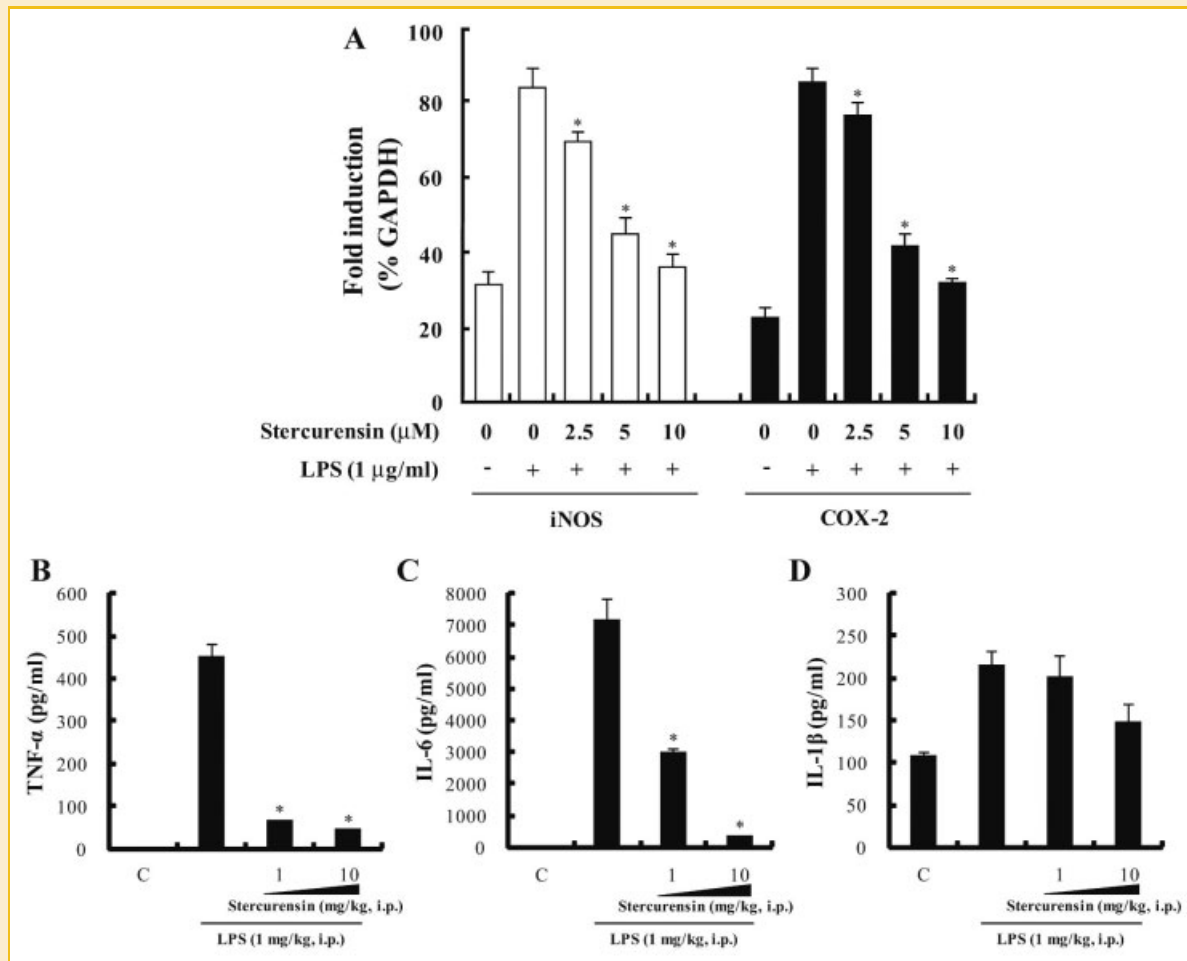 A
Fold induction
(% GAPDH)
100
80
60
40
20
0
* * * * * *
Stercurensin (μM) 0 0 2.5 5 10 0 0 2.5 5 10
LPS (1 μg/ml) - + + + + - + + + +
iNOS COX-2
B
TNF-α (pg/ml)
600
500
400
300
200
100
0
* *
C 1 10
Stercurensin (mg/kg, i.p.)
LPS (1 mg/kg, i.p.)
C
IL-6 (pg/ml)
8000
7000
6000
5000
4000
3000
2000
1000
0
* *
C 1 10
Stercurensin (mg/kg, i.p.)
LPS (1 mg/kg, i.p.)
D
IL-1β (pg/ml)
300
250
200
150
100
50
0
C 1 10
Stercurensin (mg/kg, i.p.)
LPS (1 mg/kg, i.p.)